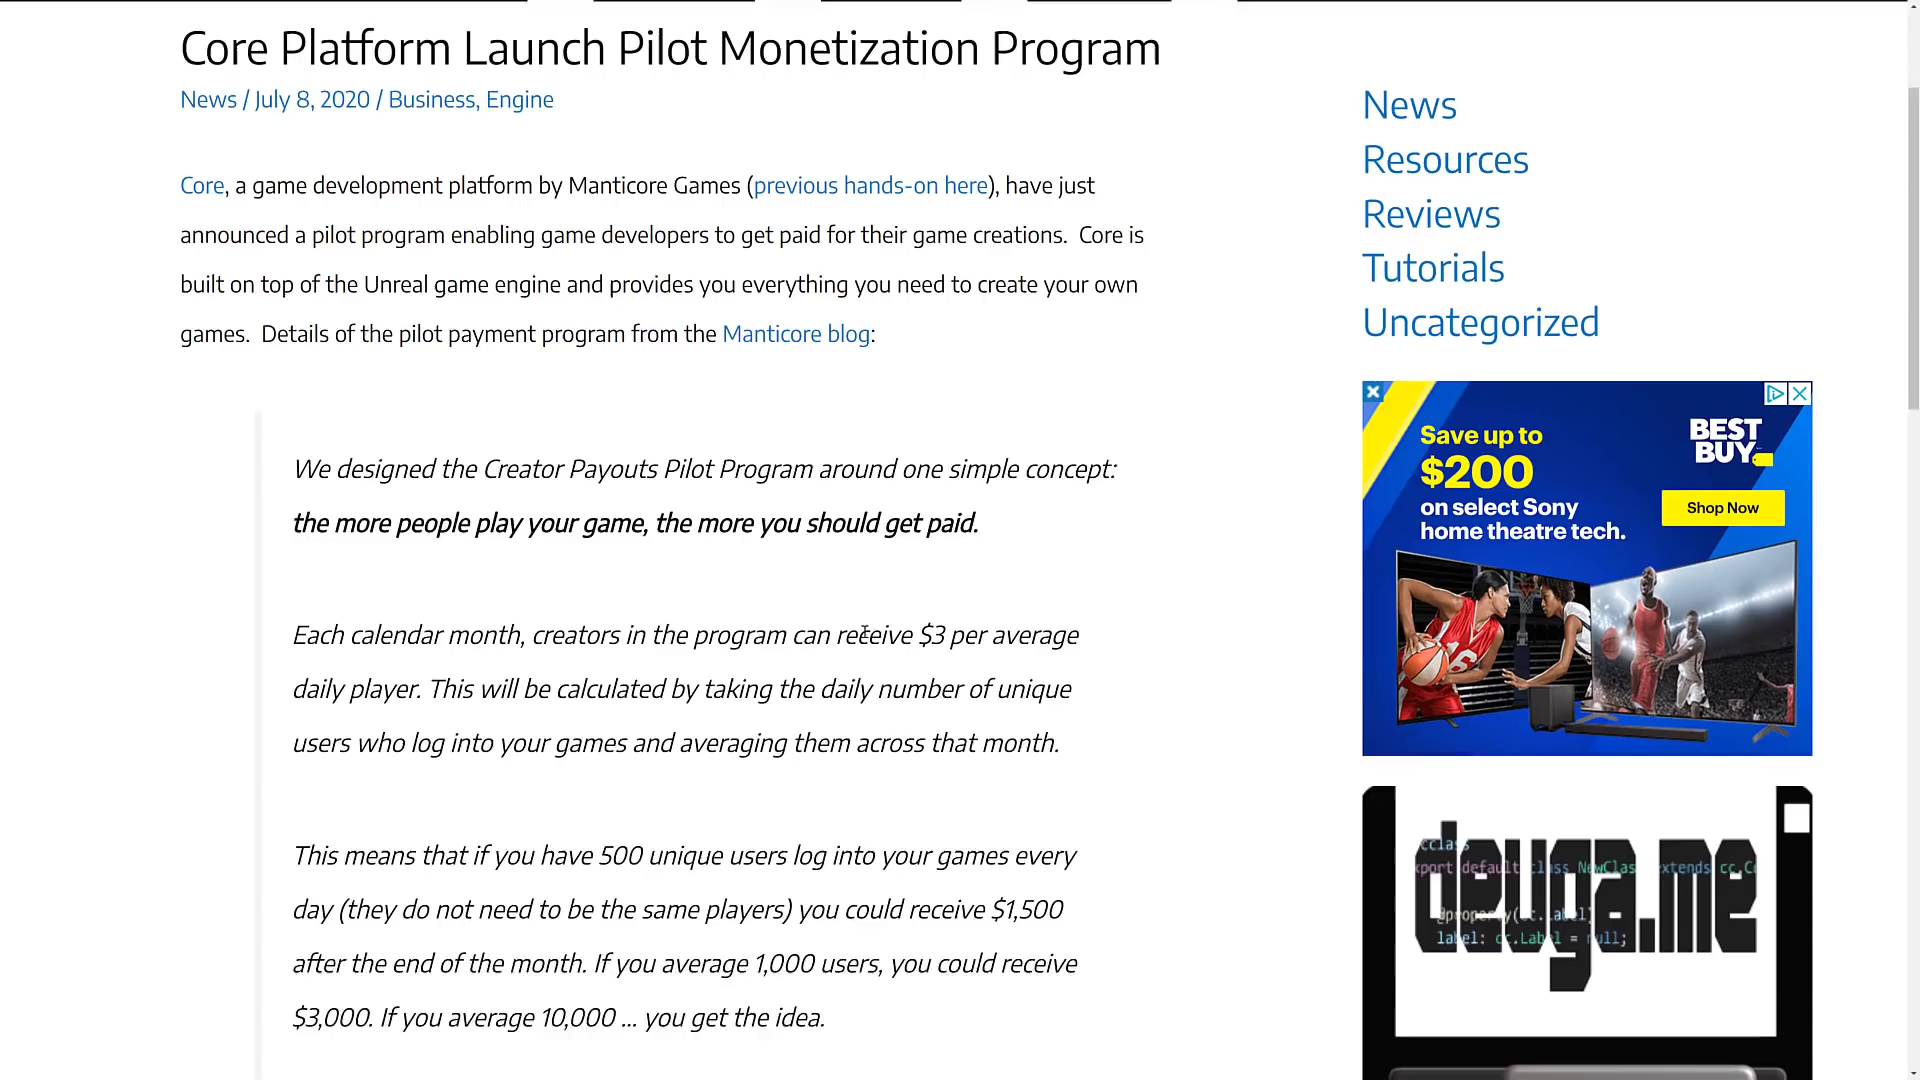 Core Platform Launch Pilot Monetization Program
News / July 8, 2020 / Business, Engine
Core, a game development platform by Manticore Games (previous hands-on here), have just
announced a pilot program enabling game developers to get paid for their game creations.  Core is
built on top of the Unreal game engine and provides you everything you need to create your own
games.  Details of the pilot payment program from the Manticore blog:
We designed the Creator Payouts Pilot Program around one simple concept:
the more people play your game, the more you should get paid.
Each calendar month, creators in the program can receive $3 per average
daily player. This will be calculated by taking the daily number of unique
users who log into your games and averaging them across that month.
This means that if you have 500 unique users log into your games every
day (they do not need to be the same players) you could receive $1,500
after the end of the month. If you average 1,000 users, you could receive
$3,000. If you average 10,000 … you get the idea.
News
Resources
Reviews
Tutorials
Uncategorized
Save up to
$200
on select Sony
home theatre tech.
BEST
BUY
Shop Now
16
devga.me
label: cc.Label = null;